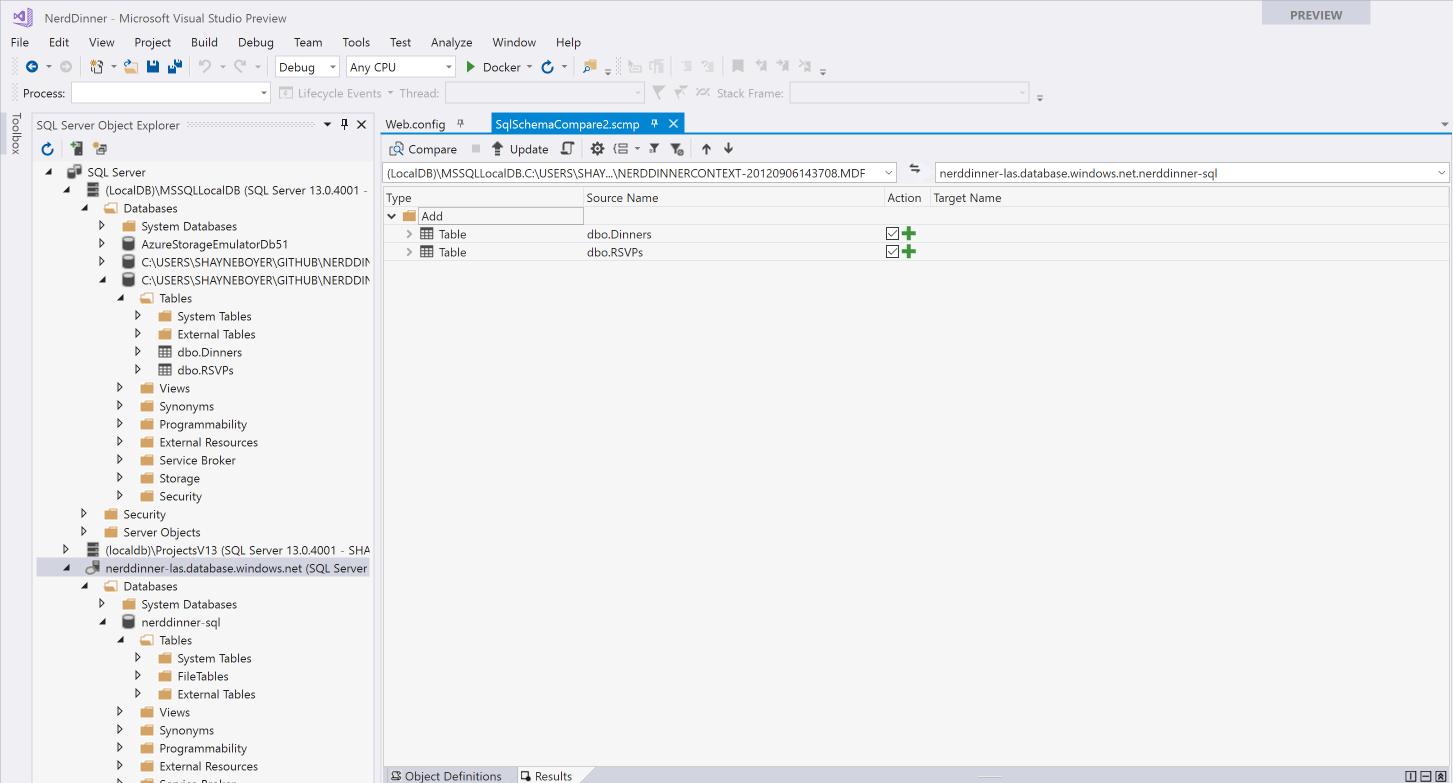 NerdDinner - Microsoft Visual Studio Preview
PREVIEW
File Edit View Project Build Debug Team Tools Test Analyze Window Help
Debug Any CPU Docker
Process: Lifecycle Events Thread: Stack Frame:
Toolbox
SQL Server Object Explorer
SQL Server
(LocalDB)\MSSQLLocalDB (SQL Server 13.0.4001 -
Databases
System Databases
AzureStorageEmulatorDb51
C:\USERS\SHAYNEBOYER\GITHUB\NERDDIN
C:\USERS\SHAYNEBOYER\GITHUB\NERDDIN
Tables
System Tables
External Tables
dbo.Dinners
dbo.RSVPs
Views
Synonyms
Programmability
External Resources
Service Broker
Storage
Security
Security
Server Objects
(localdb)\ProjectsV13 (SQL Server 13.0.4001 - SHA
nerddinner-las.database.windows.net (SQL Server
Databases
System Databases
nerddinner-sql
Tables
System Tables
FileTables
External Tables
Views
Synonyms
Programmability
External Resources
Service Broker
Web.config SqlSchemaCompare2.scmp
Compare Update
(LocalDB)\MSSQLLocalDB.C:\USERS\SHAY...\NERDDINNERCONTEXT-20120906143708.MDF nerddinner-las.database.windows.net.nerddinner-sql
Type Source Name Action Target Name
Add
Table dbo.Dinners
Table dbo.RSVPs
Object Definitions Results